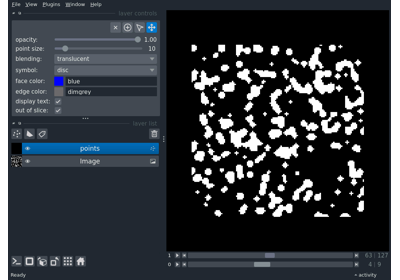 File View Plugins Window Help
layer controls
opacity: 1.00
point size: 10
blending: translucent
symbol: disc
face color: blue
edge color: dimgrey
display text:
out of slice:
layer list
points
Image
1 63 127
0 4 9
Ready activity